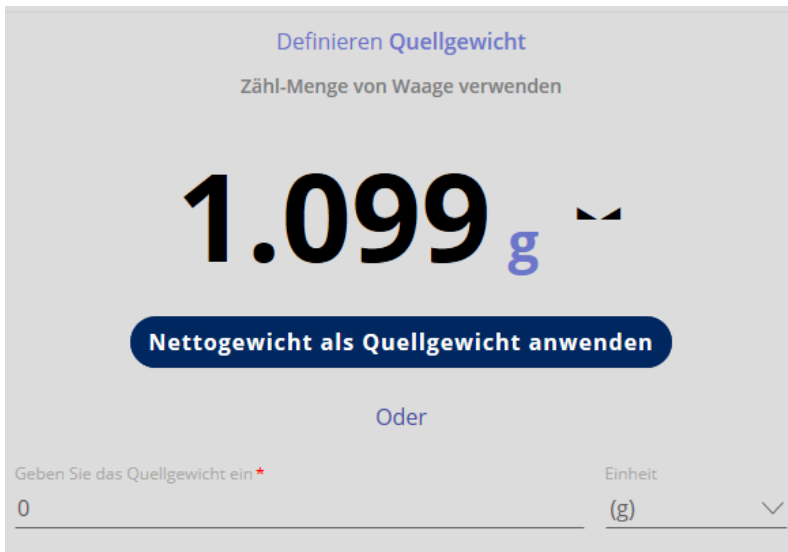 Definieren Quellgewicht
Zähl-Menge von Waage verwenden
1.099 g
Nettogewicht als Quellgewicht anwenden
Oder
Geben Sie das Quellgewicht ein * Einheit
0 (g)